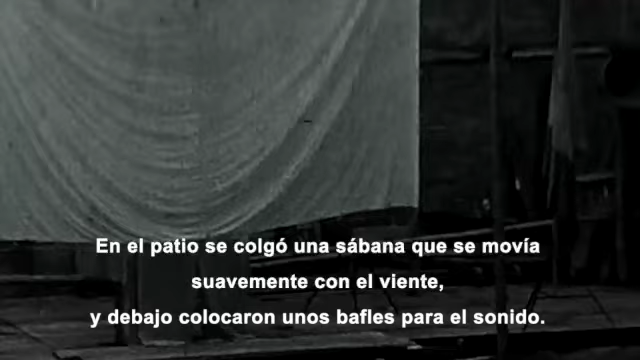 En el patio se colgó una sábana que se movía
suavemente con el viente,
y debajo colocaron unos bafles para el sonido.